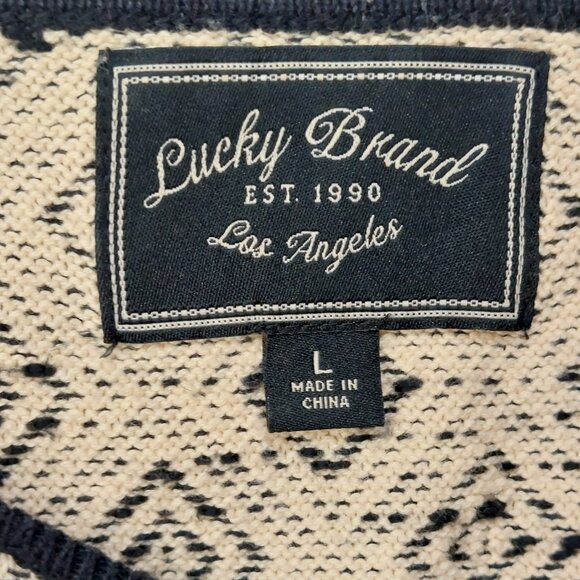 Lucky Brand
EST. 1990
Los Angeles
L
MADE IN
CHINA